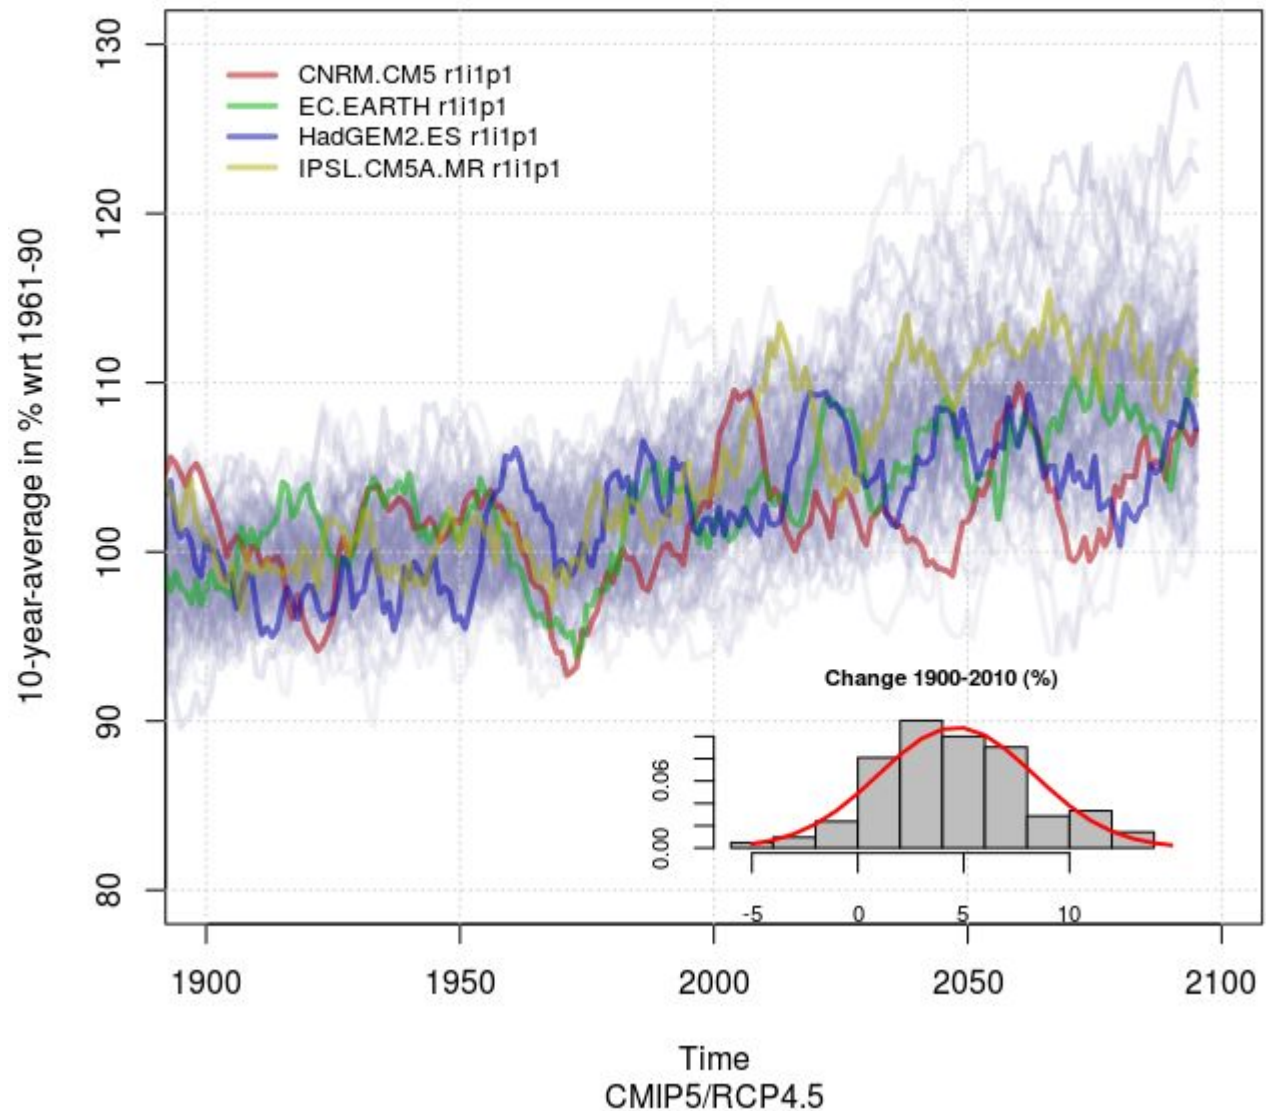 130
120
110
100
90
80
10-year-average in % wrt 1961-90
CNRM.CM5 r1i1p1
EC.EARTH r1i1p1
HadGEM2.ES r1i1p1
IPSL.CM5A.MR r1i1p1
Change 1900-2010 (%)
0.06
0.00
-5 0 5 10
1900 1950 2000 2050 2100
Time
CMIP5/RCP4.5